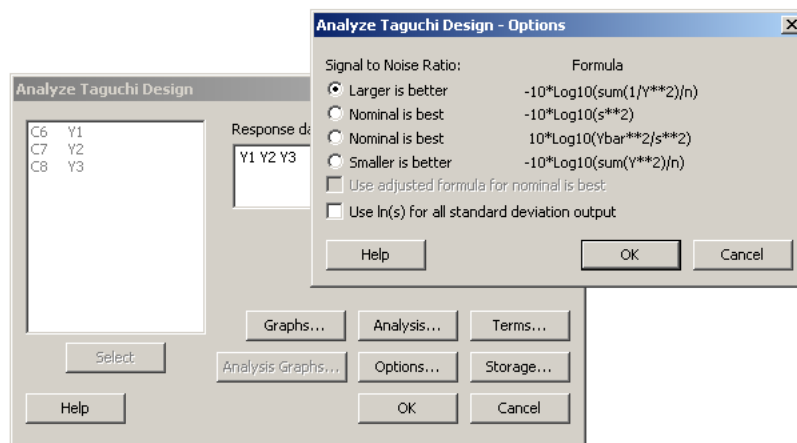 Analyze Taguchi Design - Options
Signal to Noise Ratio: Formula
Larger is better -10*Log10(sum(1/Y**2)/n)
Nominal is best -10*Log10(s**2)
Nominal is best 10*Log10(Ybar**2/s**2)
Smaller is better -10*Log10(sum(Y**2)/n)
Use adjusted formula for nominal is best
Use ln(s) for all standard deviation output
Help OK Cancel
Analyze Taguchi Design
C6 Y1
C7 Y2
C8 Y3
Response da
Y1 Y2 Y3
Graphs... Analysis... Terms...
Select
Analysis Graphs... Options... Storage...
Help OK Cancel